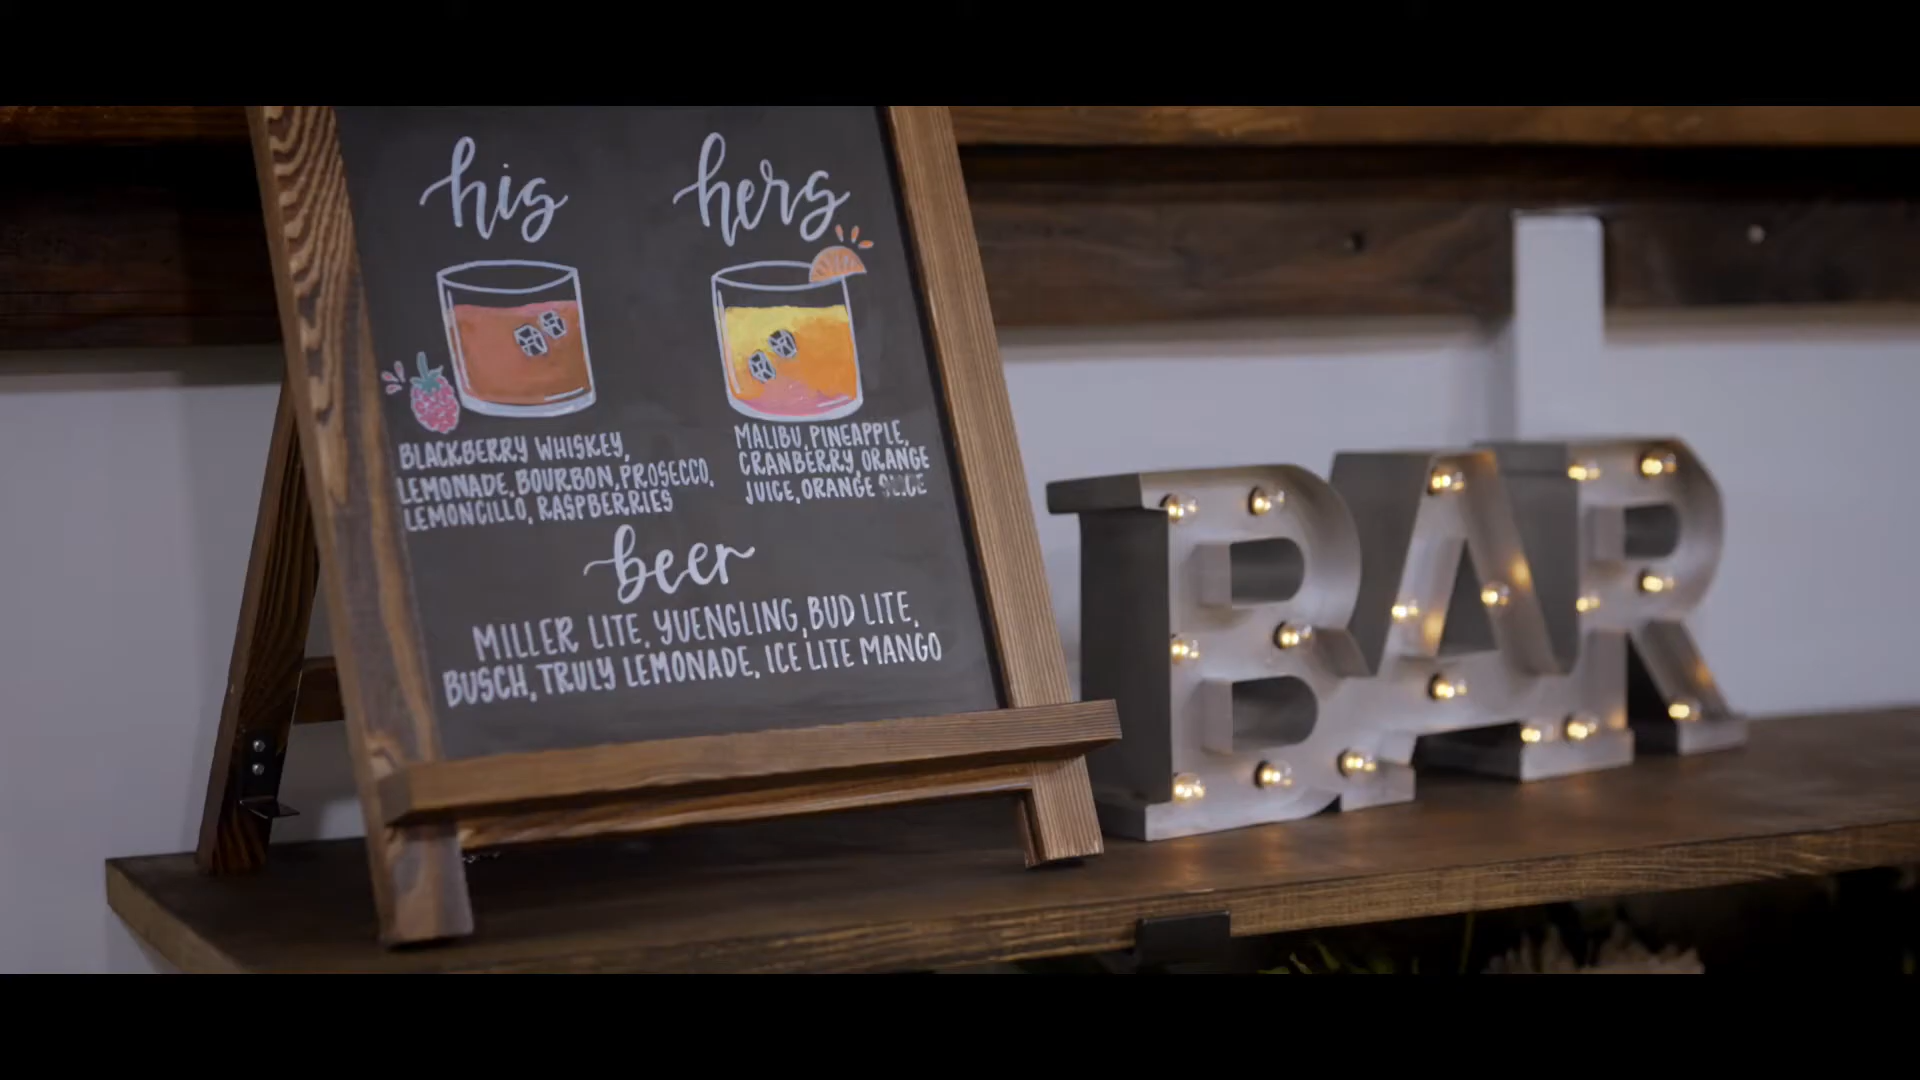 his
hers
BLACKBERRY WHISKEY,
LEMONADE, BOURBON, PROSECCO,
LEMONCILLO, RASPBERRIES
MALIBU, PINEAPPLE,
CRANBERRY, ORANGE
JUICE, ORANGE SLICE
beer
MILLER LITE, YUENGLING, BUD LITE,
BUSCH, TRULY LEMONADE, ICE LITE MANGO
BAR